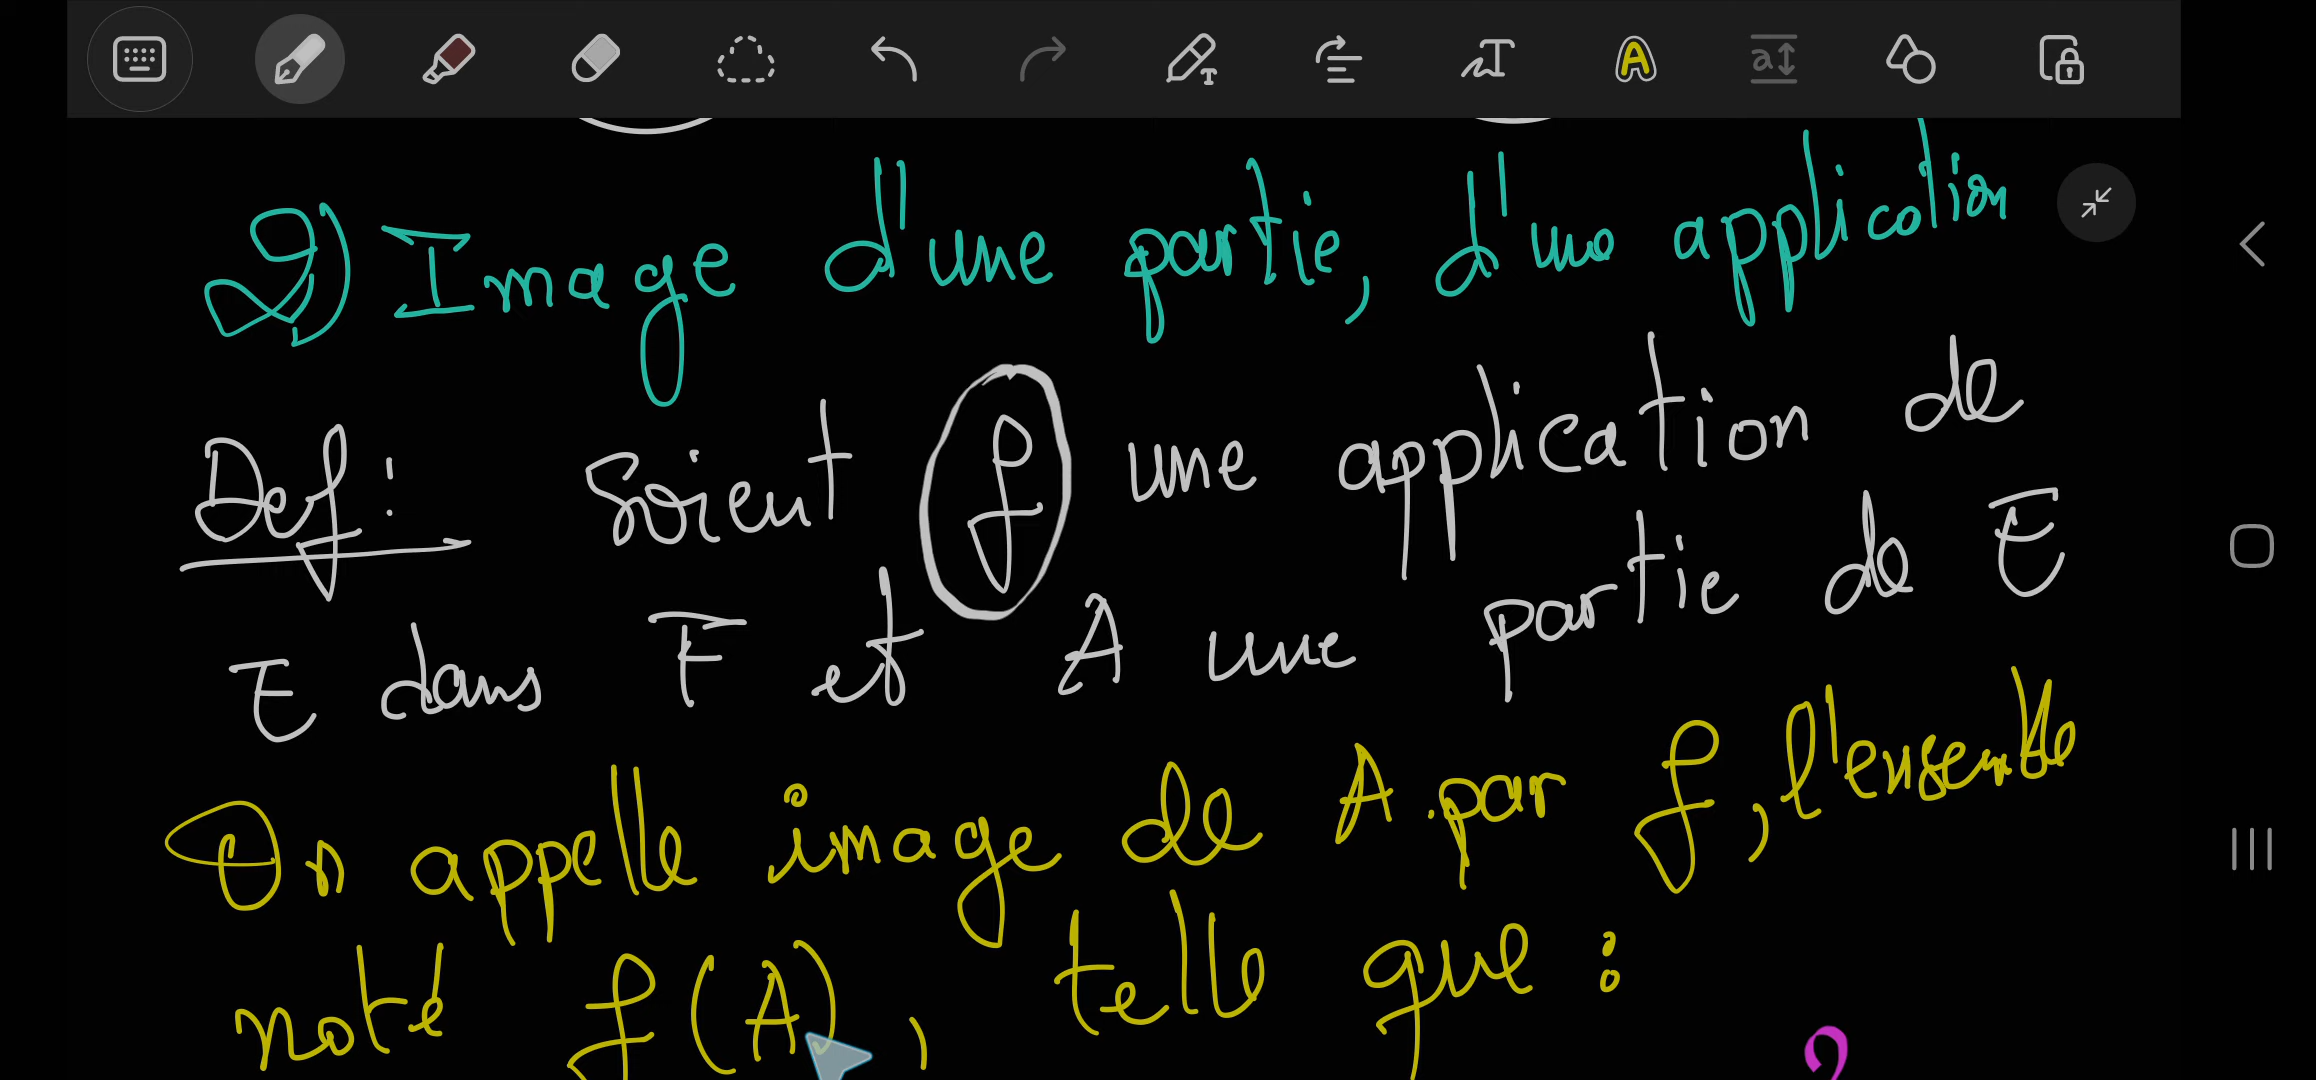 2) Image d'une partie, d'une application
Def: Soient f une application de
E dans F et A une partie de E
On appelle image de A par f, l'ensemble
noté f(A), telle que :